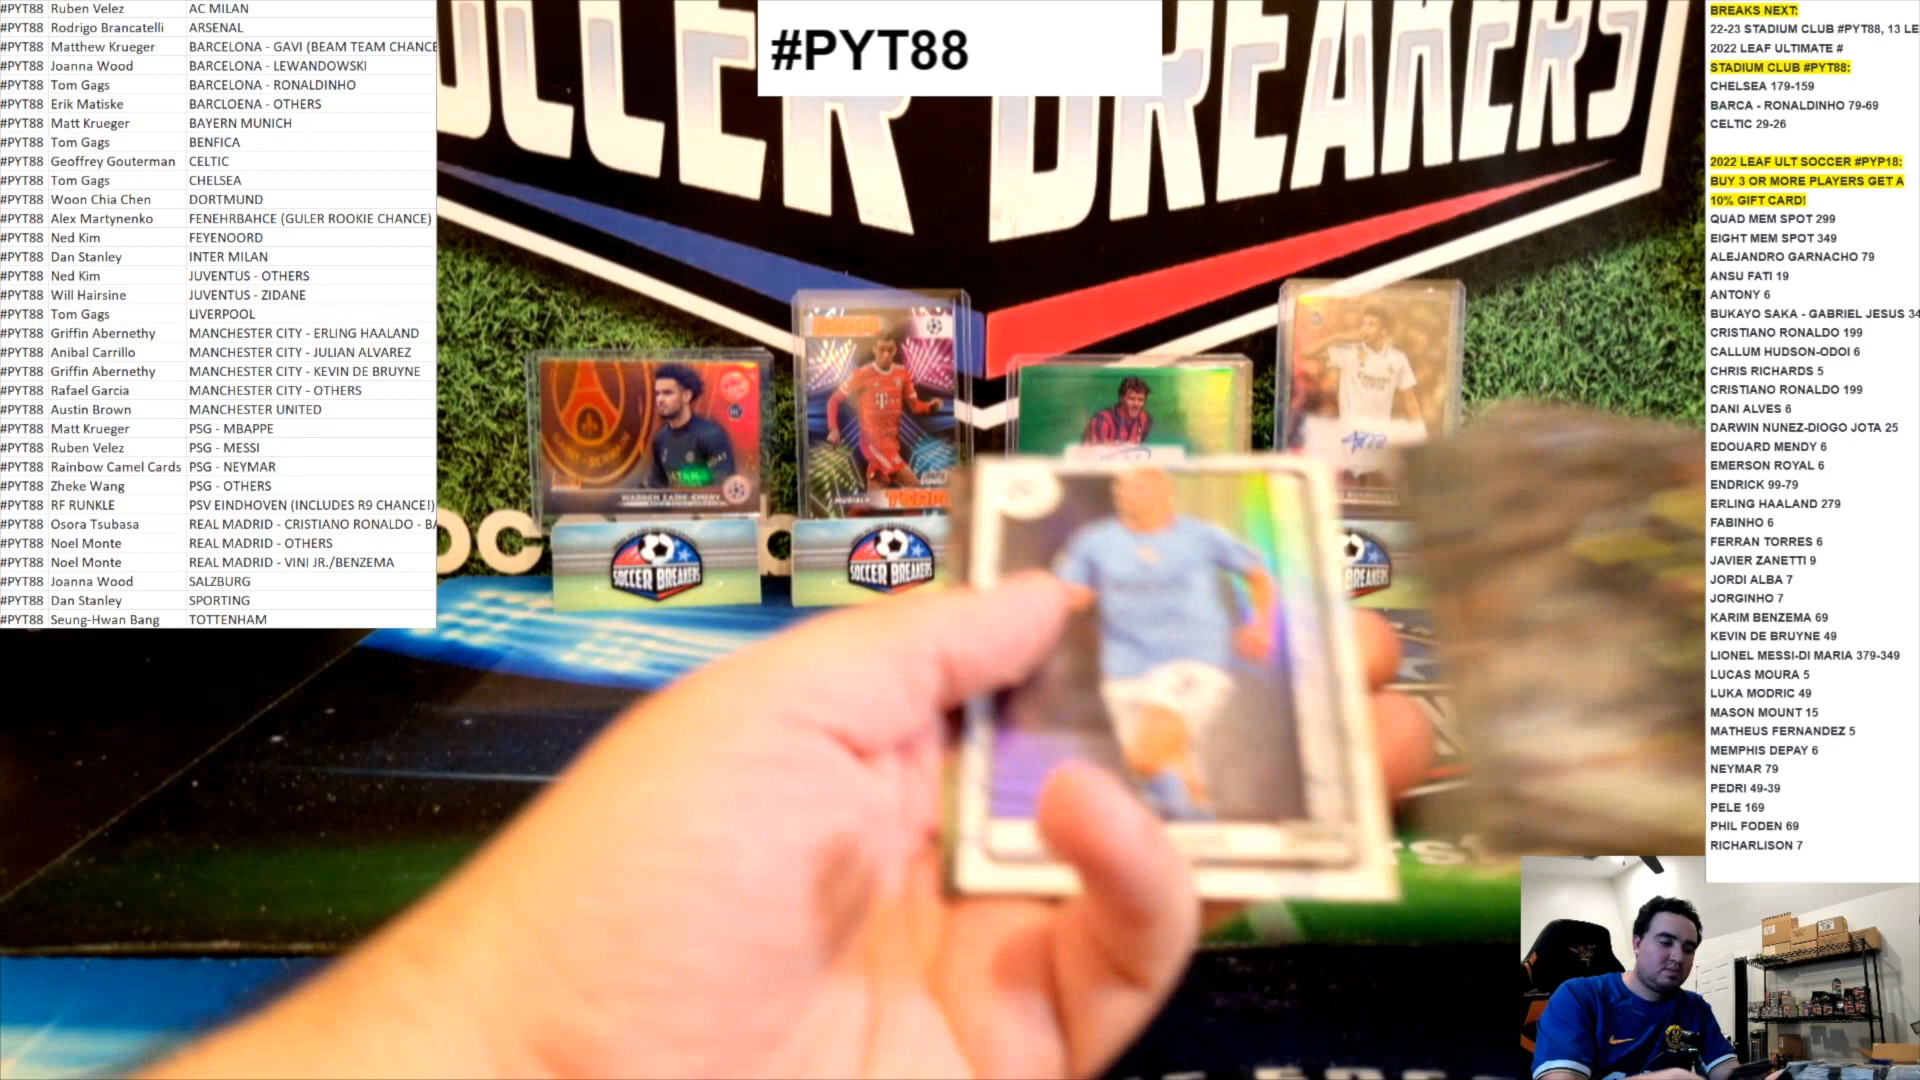 #PYT88 Ruben Velez AC MILAN
#PYT88 Rodrigo Brancatelli ARSENAL
#PYT88 Matthew Krueger BARCELONA - GAVI (BEAM TEAM CHANCE
#PYT88 Joanna Wood BARCELONA - LEWANDOWSKI
#PYT88 Tom Gags BARCELONA - RONALDINHO
#PYT88 Erik Matiske BARCLOENA - OTHERS
#PYT88 Matt Krueger BAYERN MUNICH
#PYT88 Tom Gags BENFICA
#PYT88 Geoffrey Gouterman CELTIC
#PYT88 Tom Gags CHELSEA
#PYT88 Woon Chia Chen DORTMUND
#PYT88 Alex Martynenko FENEHRBAHCE (GULER ROOKIE CHANCE)
#PYT88 Ned Kim FEYENOORD
#PYT88 Dan Stanley INTER MILAN
#PYT88 Ned Kim JUVENTUS - OTHERS
#PYT88 Will Hairsine JUVENTUS - ZIDANE
#PYT88 Tom Gags LIVERPOOL
#PYT88 Griffin Abernethy MANCHESTER CITY - ERLING HAALAND
#PYT88 Anibal Carrillo MANCHESTER CITY - JULIAN ALVAREZ
#PYT88 Griffin Abernethy MANCHESTER CITY - KEVIN DE BRUYNE
#PYT88 Rafael Garcia MANCHESTER CITY - OTHERS
#PYT88 Austin Brown MANCHESTER UNITED
#PYT88 Matt Krueger PSG - MBAPPE
#PYT88 Ruben Velez PSG - MESSI
#PYT88 Rainbow Camel Cards PSG - NEYMAR
#PYT88 Zheke Wang PSG - OTHERS
#PYT88 RF RUNKLE PSV EINDHOVEN (INCLUDES R9 CHANCE!)
#PYT88 Osora Tsubasa REAL MADRID - CRISTIANO RONALDO - BA
#PYT88 Noel Monte REAL MADRID - OTHERS
#PYT88 Noel Monte REAL MADRID - VINI JR./BENZEMA
#PYT88 Joanna Wood SALZBURG
#PYT88 Dan Stanley SPORTING
#PYT88 Seung-Hwan Bang TOTTENHAM
#PYT88
SOCCER BREAKERS
WARREN ZAÏRE-EMERY
MUSIALA
SOCCER BREAKERS
SOCCER BREAKERS
BREAKERS
BREAKS NEXT:
22-23 STADIUM CLUB #PYT88, 13 LE
2022 LEAF ULTIMATE #
STADIUM CLUB #PYT88:
CHELSEA 179-159
BARCA - RONALDINHO 79-69
CELTIC 29-26
2022 LEAF ULT SOCCER #PYP18:
BUY 3 OR MORE PLAYERS GET A
10% GIFT CARD!
QUAD MEM SPOT 299
EIGHT MEM SPOT 349
ALEJANDRO GARNACHO 79
ANSU FATI 19
ANTONY 6
BUKAYO SAKA - GABRIEL JESUS 34
CRISTIANO RONALDO 199
CALLUM HUDSON-ODOI 6
CHRIS RICHARDS 5
CRISTIANO RONALDO 199
DANI ALVES 6
DARWIN NUNEZ-DIOGO JOTA 25
EDOUARD MENDY 6
EMERSON ROYAL 6
ENDRICK 99-79
ERLING HAALAND 279
FABINHO 6
FERRAN TORRES 6
JAVIER ZANETTI 9
JORDI ALBA 7
JORGINHO 7
KARIM BENZEMA 69
KEVIN DE BRUYNE 49
LIONEL MESSI-DI MARIA 379-349
LUCAS MOURA 5
LUKA MODRIC 49
MASON MOUNT 15
MATHEUS FERNANDEZ 5
MEMPHIS DEPAY 6
NEYMAR 79
PEDRI 49-39
PELE 169
PHIL FODEN 69
RICHARLISON 7